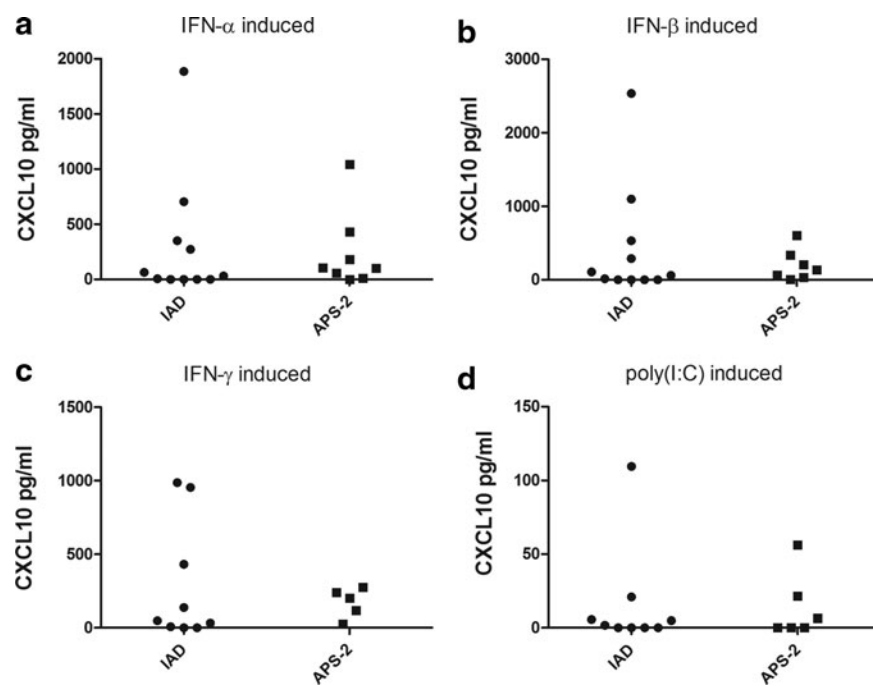 a
IFN-α induced
CXCL10 pg/ml
2000
1500
1000
500
0
IAD
APS-2
b
IFN-β induced
CXCL10 pg/ml
3000
2000
1000
0
IAD
APS-2
c
IFN-γ induced
CXCL10 pg/ml
1500
1000
500
0
IAD
APS-2
d
poly(I:C) induced
CXCL10 pg/ml
150
100
50
0
IAD
APS-2